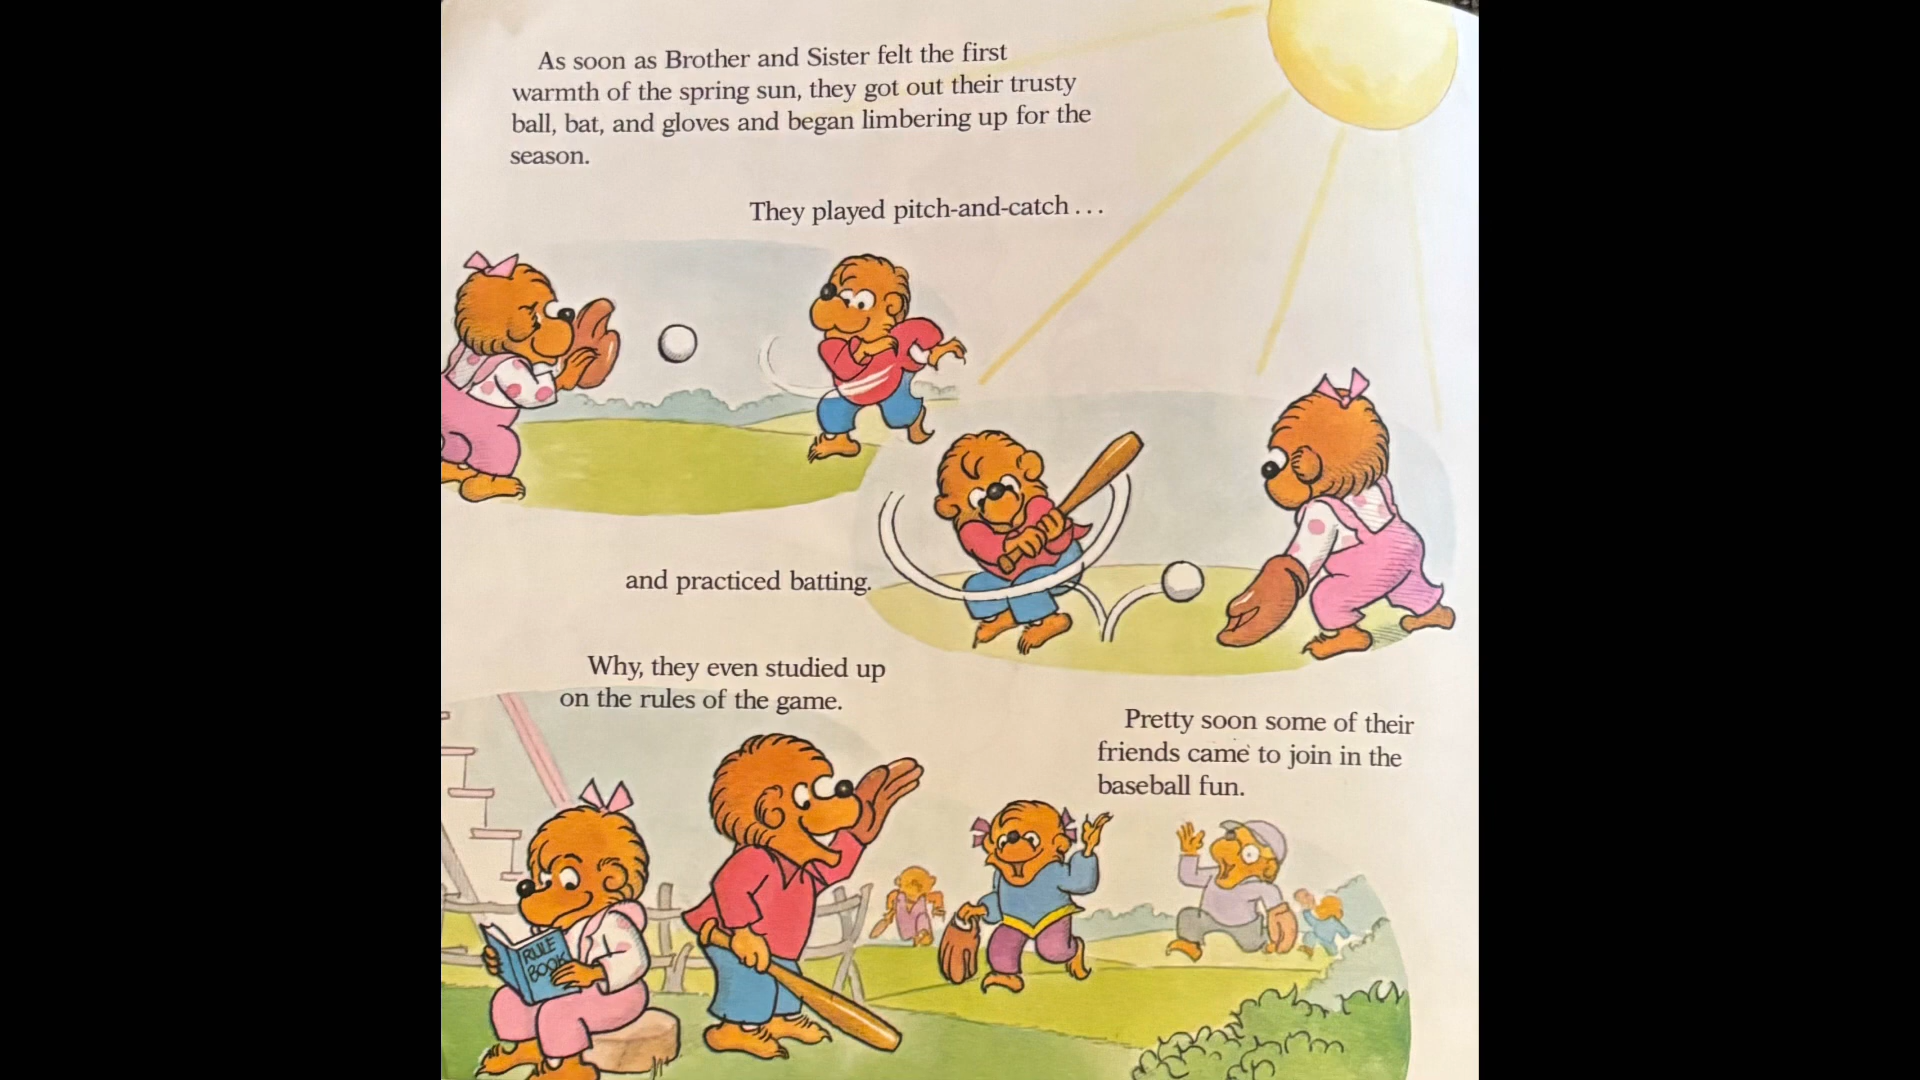 As soon as Brother and Sister felt the first
warmth of the spring sun, they got out their trusty
ball, bat, and gloves and began limbering up for the
season.
They played pitch-and-catch . . .
and practiced batting.
Why, they even studied up
on the rules of the game.
Pretty soon some of their
friends came to join in the
baseball fun.
RULE
BOOK